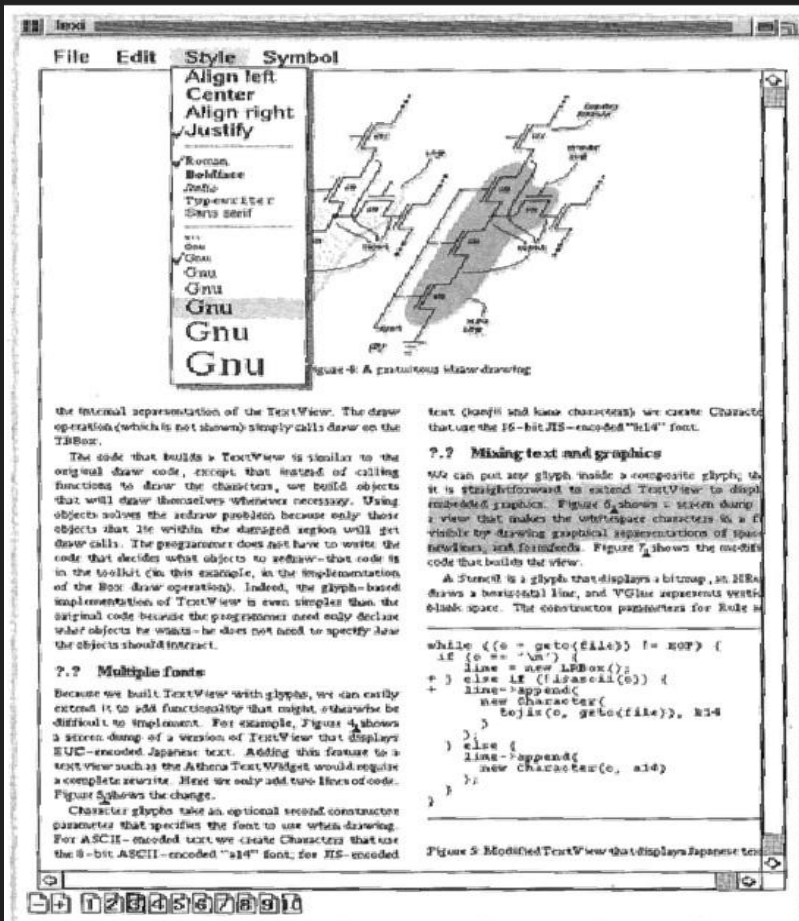 lexi
File Edit Style Symbol
Align left
Center
Align right
Justify
Roman
Boldface
Italic
Typewriter
Sans serif
Gnu
Gnu
Gnu
Gnu
Gnu
Gnu
Gnu
Figure 4: A gratuitous idraw drawing
the internal representation of the TextView. The draw
operation (which is not shown) simply calls draw on the
TBBox.
The code that builds a TextView is similar to the
original draw code, except that instead of calling
functions to draw the characters, we build objects
that will draw themselves whenever necessary. Using
objects solves the redraw problem because only those
objects that lie within the damaged region will get
draw calls. The programmer does not have to write the
code that decides what objects to redraw-that code is
in the toolkit (in this example, in the implementation
of the Box draw operation). Indeed, the glyph-based
implementation of TextView is even simpler than the
original code because the programmer need only declare
what objects he wants-he does not need to specify how
the objects should interact.
?.? Multiple fonts
Because we built TextView with glyphs, we can easily
extend it to add functionality that might otherwise be
difficult to implement. For example, Figure 4 shows
a screen dump of a version of TextView that displays
EUC-encoded Japanese text. Adding this feature to a
text view such as the Athena Text Widget would require
a complete rewrite. Here we only add two lines of code.
Figure 5 shows the change.
Character glyphs take an optional second constructor
parameter that specifies the font to use when drawing.
For ASCII-encoded text we create Characters that use
the 8-bit ASCII-encoded "a14" font; for JIS-encoded
text (kanji and kana characters) we create Characte
that use the 16-bit JIS-encoded "k14" font.
?.? Mixing text and graphics
We can put any glyph inside a composite glyph; th
it is straightforward to extend TextView to displ
embedded graphics. Figure 6 shows a screen dump
a view that makes the whitespace characters in a f
visible by drawing graphical representations of space
newlines, and formfeeds. Figure 7 shows the modifi
code that builds the view.
A Stencil is a glyph that displays a bitmap, an HRu
draws a horizontal line, and VGlue represents verti
blank space. The constructor parameters for Rule a
while ((c = getc(file)) != EOF) {
if (c == '\n') {
line = new LRBox();
+ } else if (!isascii(c)) {
+ line->append(
new Character(
tojis(c, getc(file)), k14
)
);
} else {
line->append(
new Character(c, a14)
);
}
}
Figure 5: Modified TextView that displays Japanese text
- + 1 2 3 4 5 6 7 8 9 10